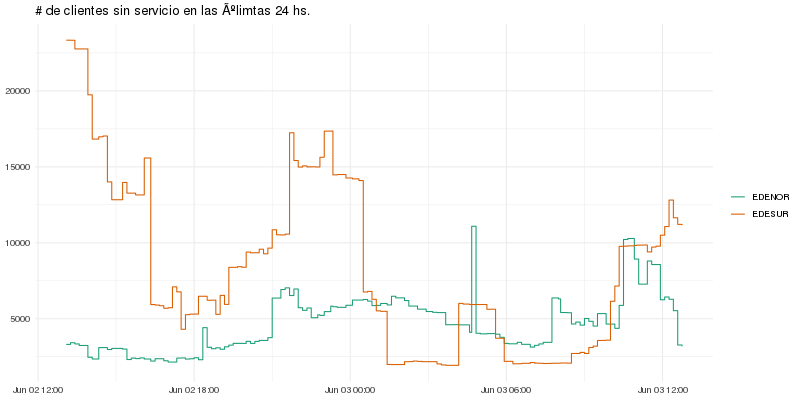 # de clientes sin servicio en las Ãºlimtas 24 hs.
20000
15000
10000
5000
Jun 02 12:00
Jun 02 18:00
Jun 03 00:00
Jun 03 06:00
Jun 03 12:00
EDENOR
EDESUR